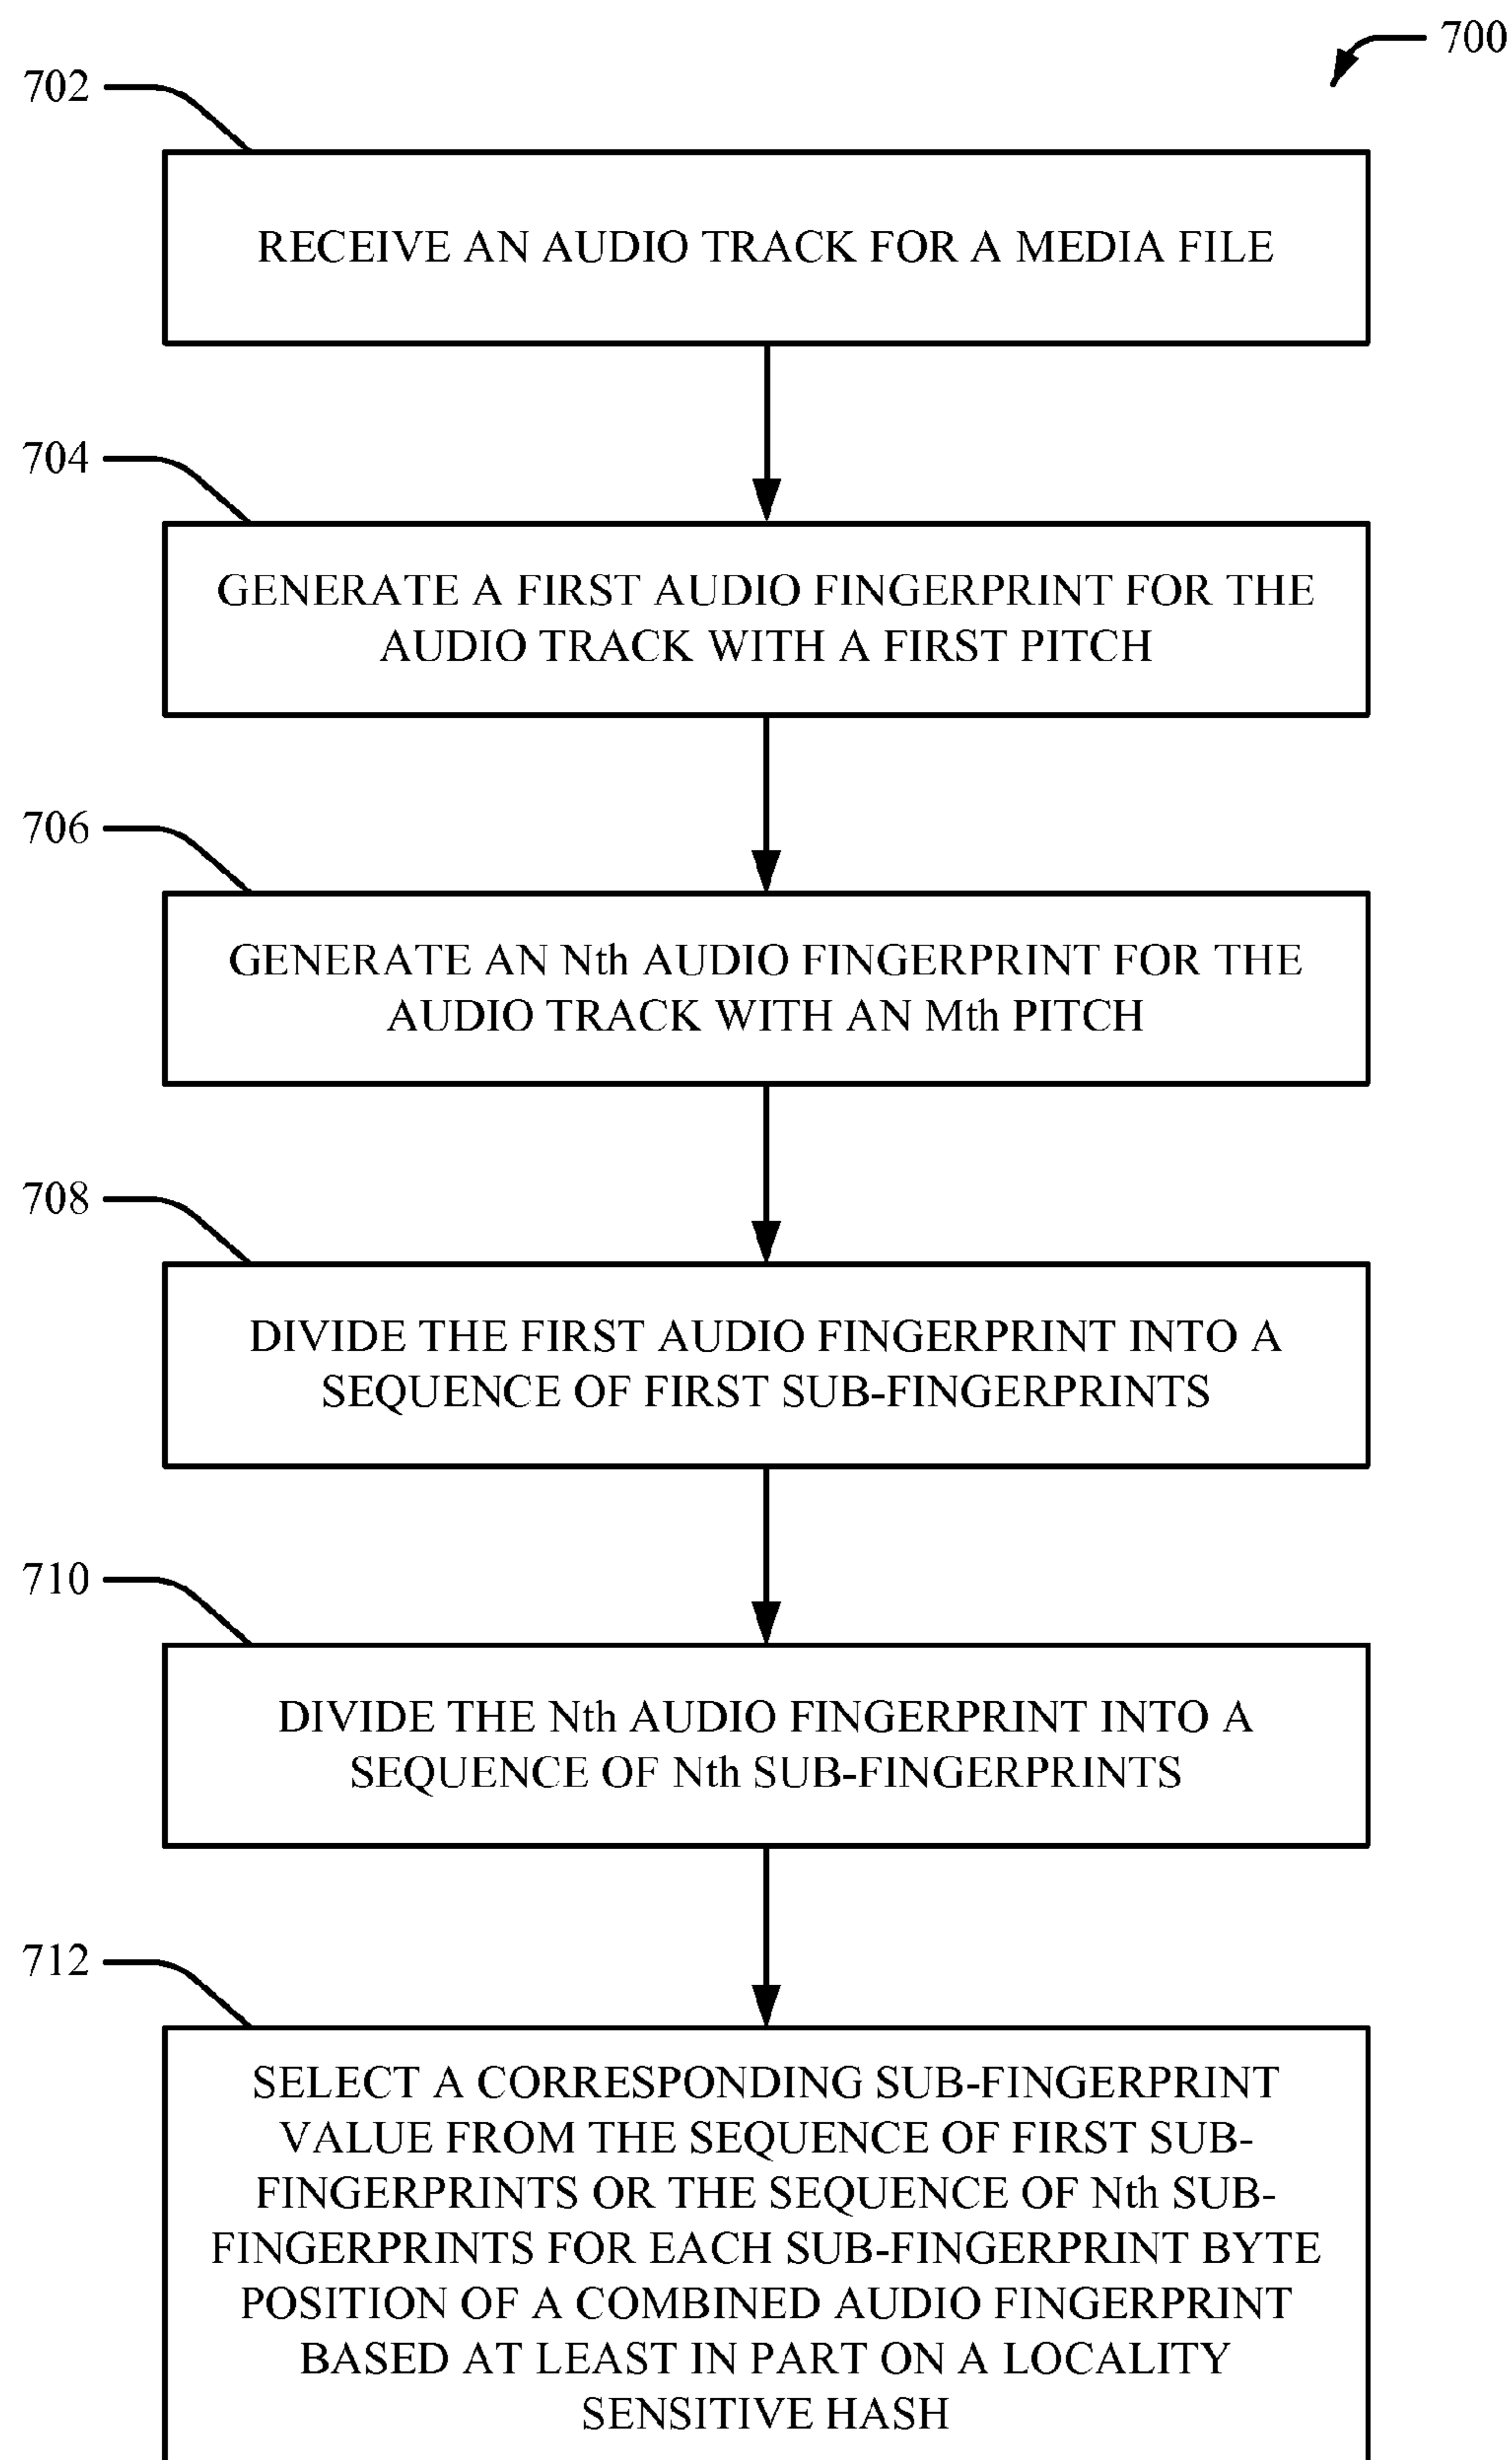 700
702
RECEIVE AN AUDIO TRACK FOR A MEDIA FILE
704
GENERATE A FIRST AUDIO FINGERPRINT FOR THE
AUDIO TRACK WITH A FIRST PITCH
706
GENERATE AN Nth AUDIO FINGERPRINT FOR THE
AUDIO TRACK WITH AN Mth PITCH
708
DIVIDE THE FIRST AUDIO FINGERPRINT INTO A
SEQUENCE OF FIRST SUB-FINGERPRINTS
710
DIVIDE THE Nth AUDIO FINGERPRINT INTO A
SEQUENCE OF Nth SUB-FINGERPRINTS
712
SELECT A CORRESPONDING SUB-FINGERPRINT
VALUE FROM THE SEQUENCE OF FIRST SUB-
FINGERPRINTS OR THE SEQUENCE OF Nth SUB-
FINGERPRINTS FOR EACH SUB-FINGERPRINT BYTE
POSITION OF A COMBINED AUDIO FINGERPRINT
BASED AT LEAST IN PART ON A LOCALITY
SENSITIVE HASH